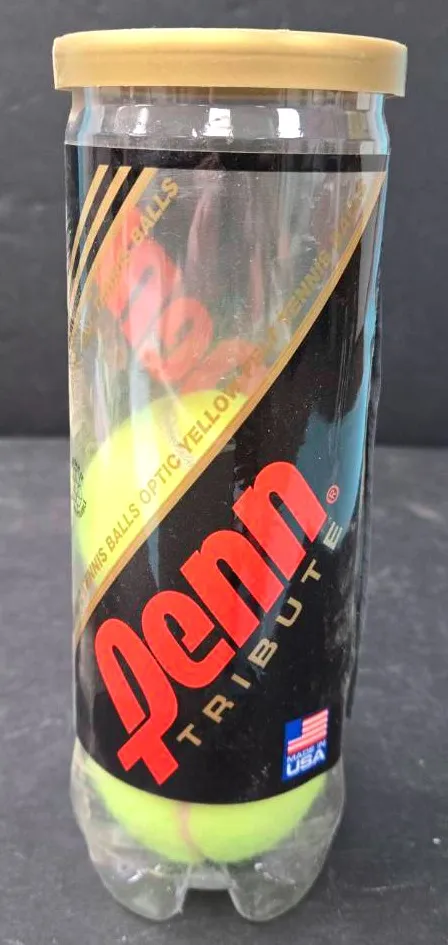 TENNIS BALLS
TENNIS BALLS OPTIC YELLOW FELT TENNIS BALLS
Penn®
TRIBUTE
MADE IN
USA